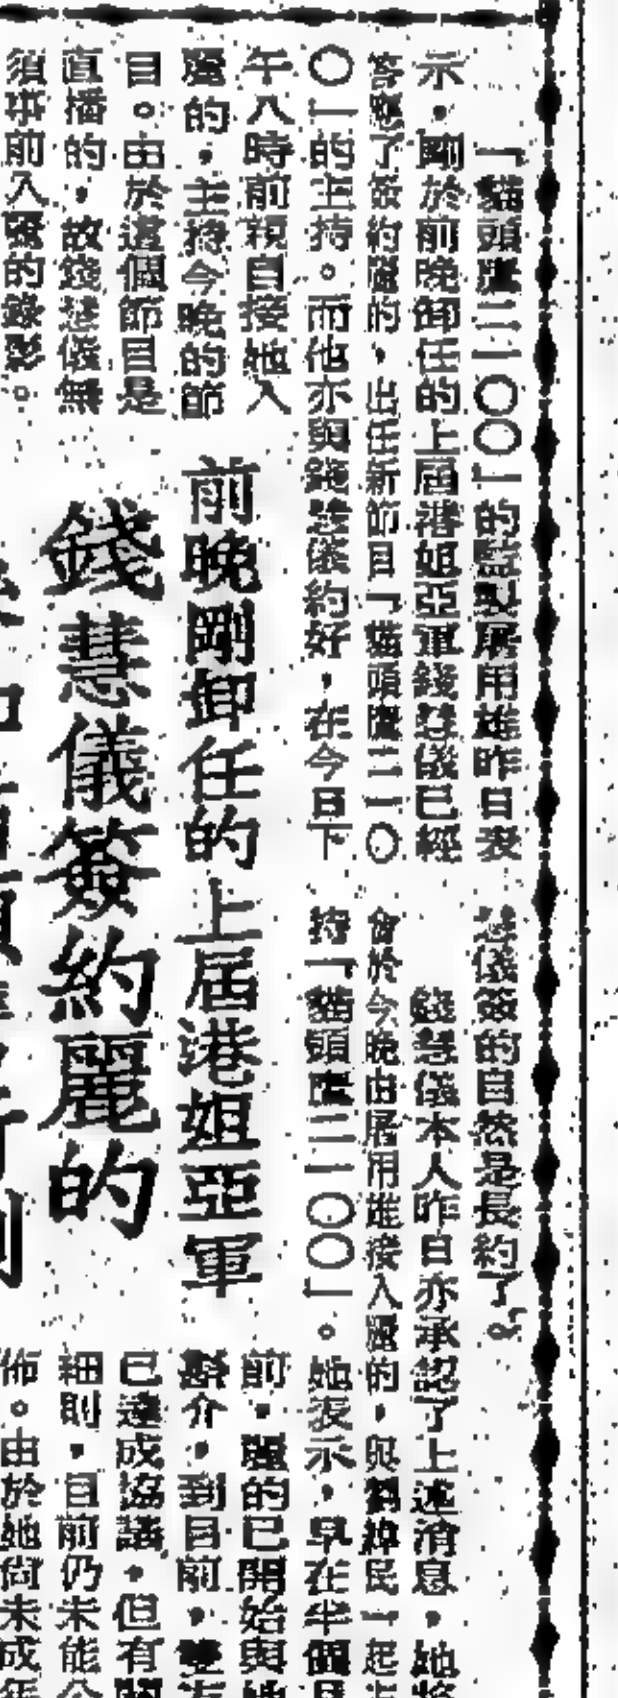 「貓頭鷹二一〇〇」的監製屠用雄昨日表
示，剛於前晚卸任的上屆港姐亞軍錢慧儀已經
答應了簽約麗的，出任新節目「貓頭鷹二一〇
〇」的主持。而他亦與錢慧儀約好，在今日下
午八時前親自接她入
麗的，主持今晚的節
目。由於這個節目是
直播的，故錢慧儀無
須事前入麗的錄影。
前晚剛卸任的上屆港姐亞軍
錢慧儀簽約麗的
慧儀簽的自然是長約了。
錢慧儀本人昨日亦承認了上述消息，她將
會於今晚由屠用雄接入麗的，與民一起主
持「貓頭鷹二一〇〇」。她表示，早在半個月
前，麗的已開始與她
介，到目前，雙方
已達成協議，但有關
細則，目前仍未能公
佈。由於她尚未成年